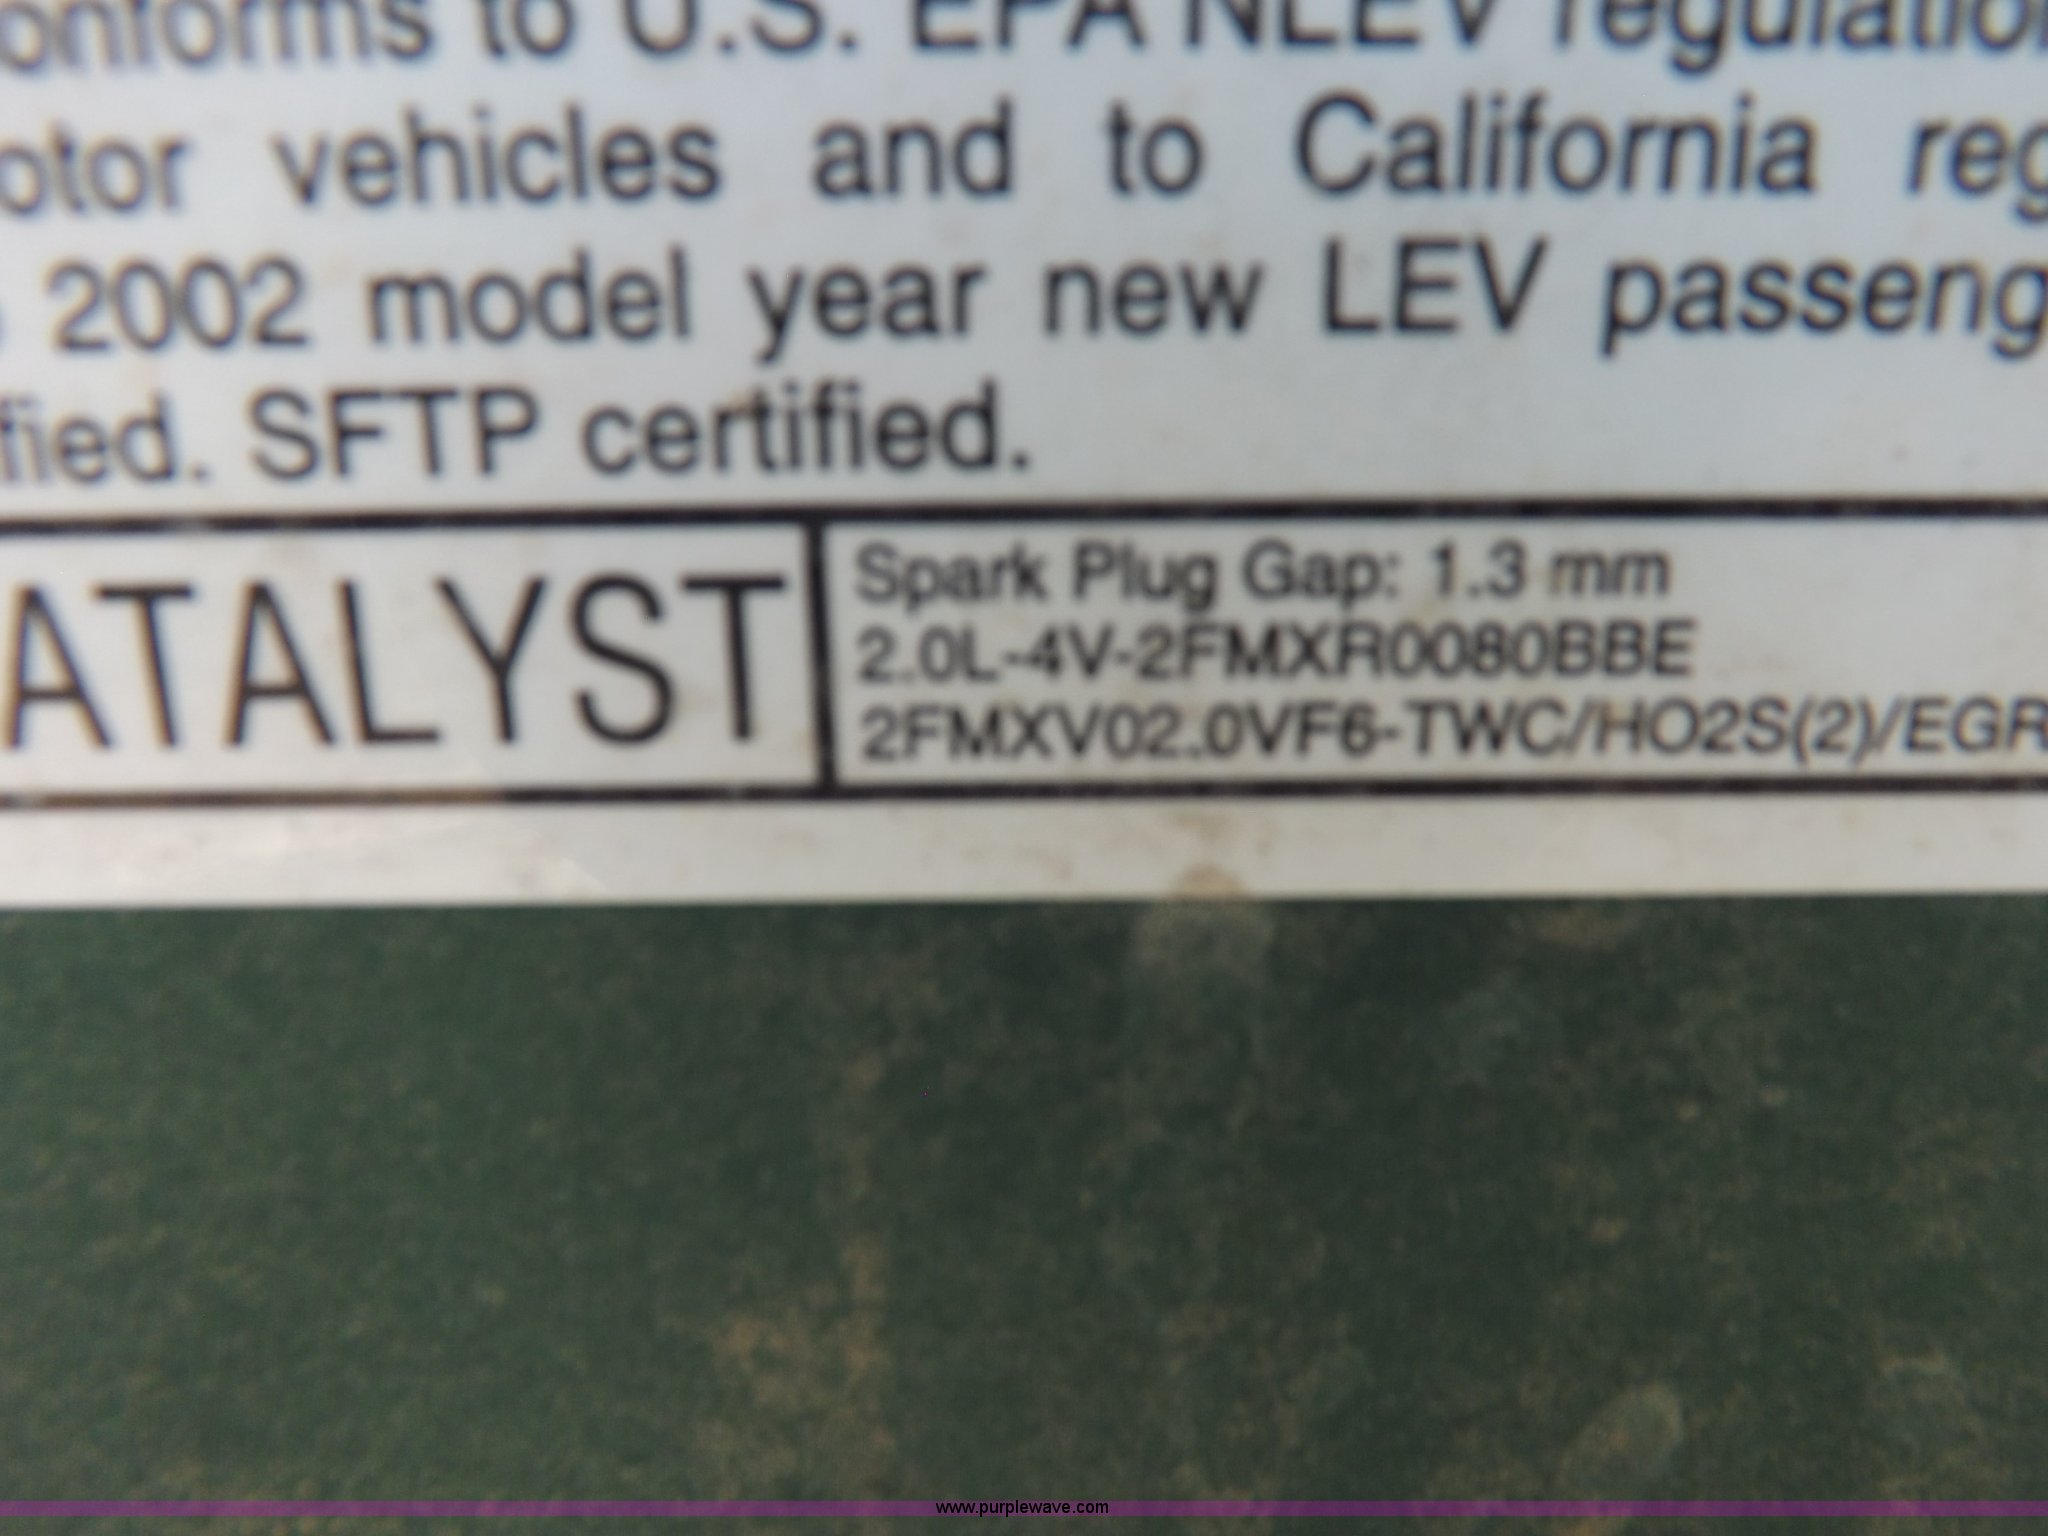 onforms to U.S. EPA NLEV regulation
otor vehicles and to California reg
2002 model year new LEV passeng
fied. SFTP certified.
ATALYST
Spark Plug Gap: 1.3 mm
2.0L-4V-2FMXR0080BBE
2FMXV02.0VF6-TWC/HO2S(2)/EGR
www.purplewave.com